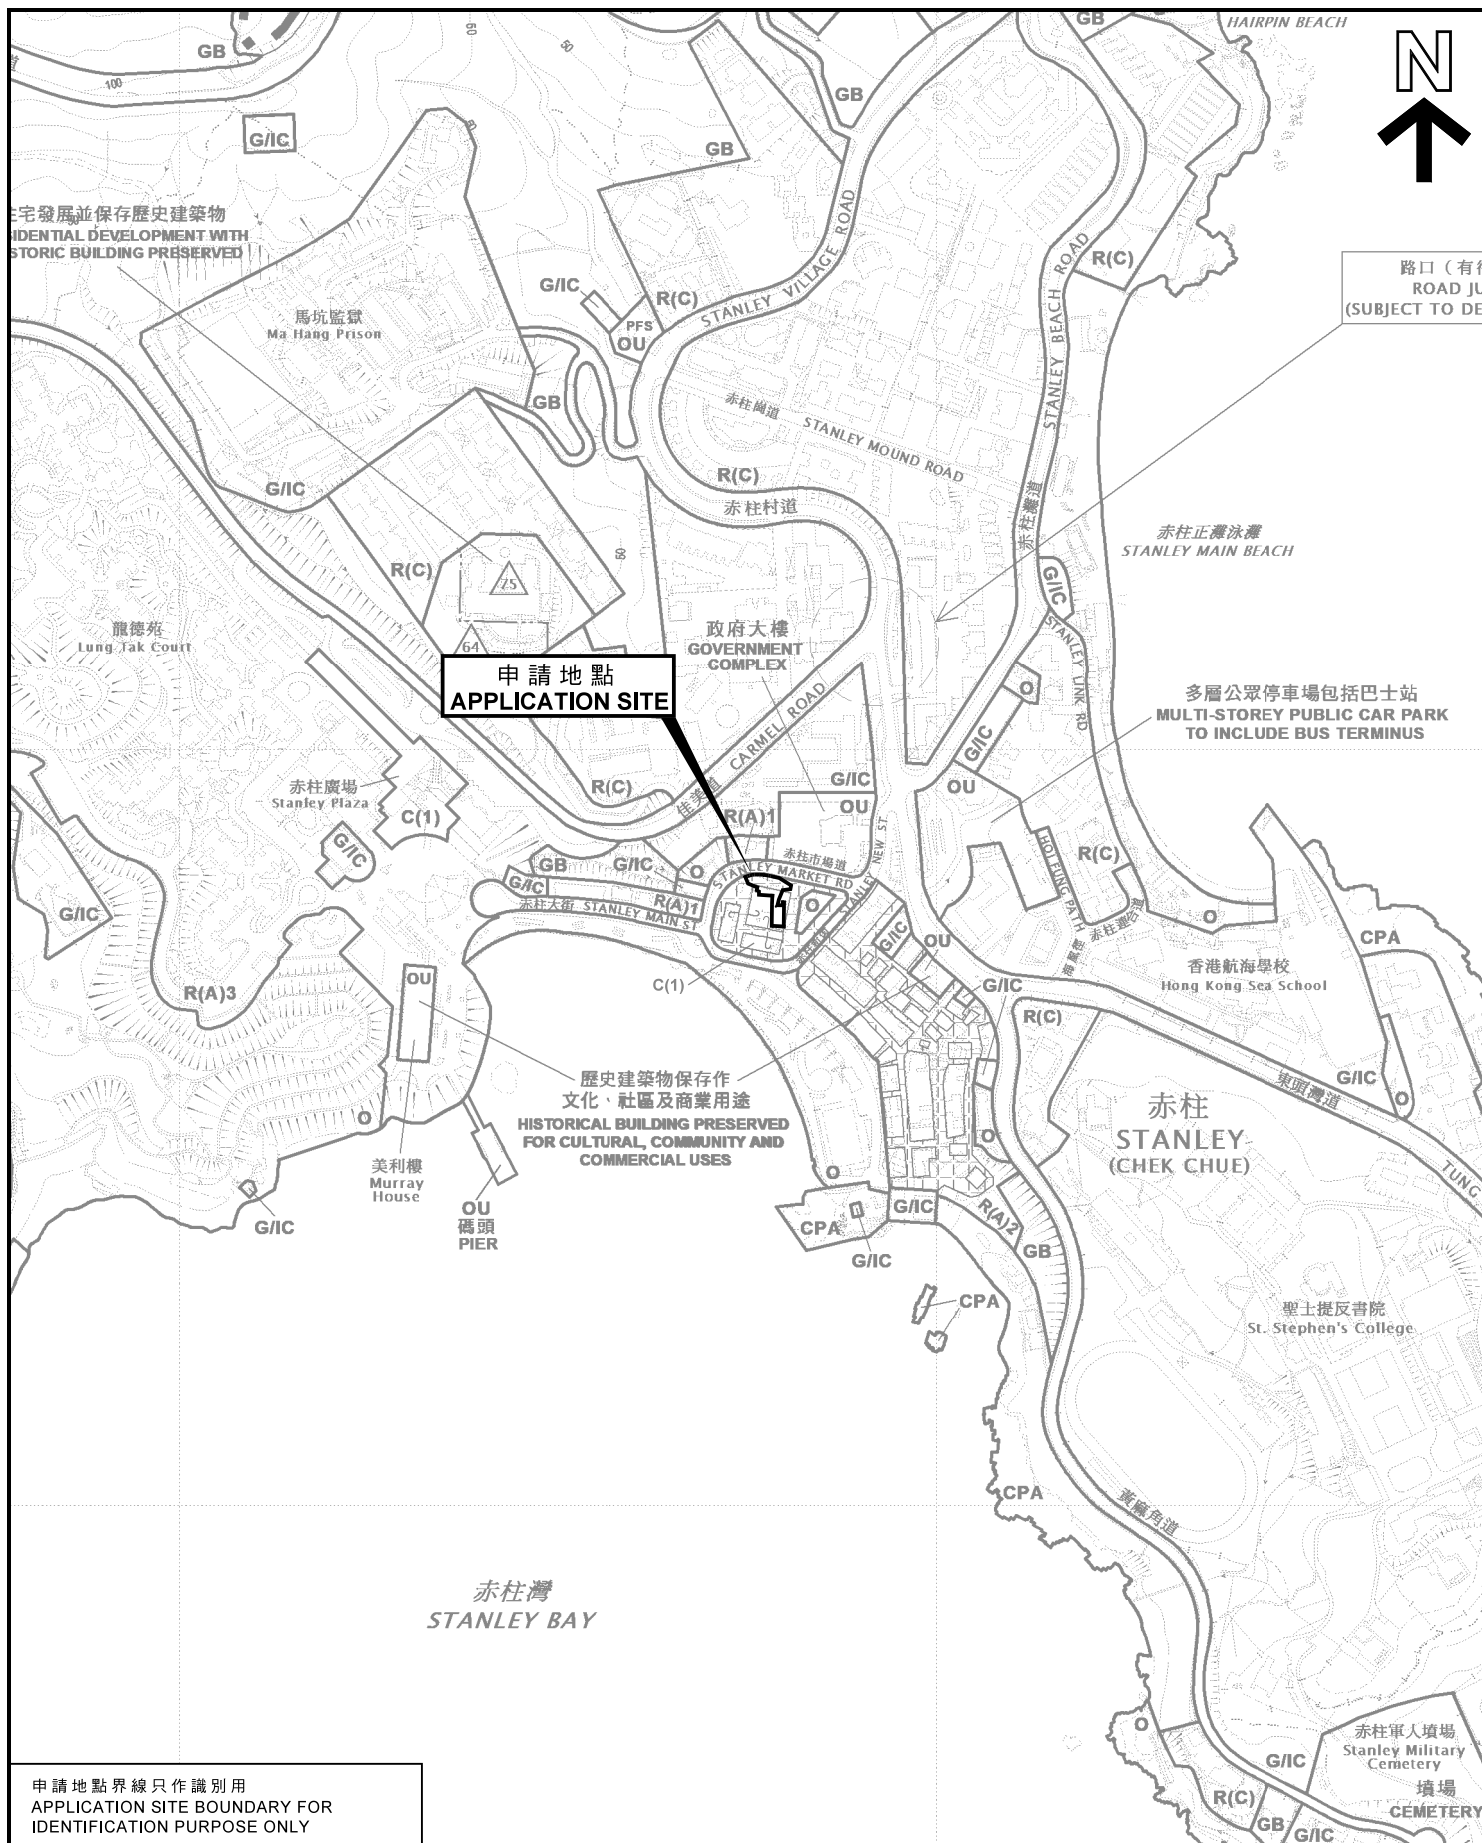 HAIRPIN BEACH
GB
GB
100
50
50
GB
N
G/IC
50
GB
宅發展並保存歷史建築物
SIDENTIAL DEVELOPMENT WITH
STORIC BUILDING PRESERVED
R(C)
路口（有
ROAD JU
(SUBJECT TO DE
G/IC
R(C)
STANLEY VILLAGE ROAD
STANLEY BEACH ROAD
馬坑監獄
Ma Hang Prison
PFS
OU
GB
赤柱崗道
STANLEY MOUND ROAD
R(C)
赤柱村道
G/IC
赤柱灘道
赤柱正灘泳灘
STANLEY MAIN BEACH
50
R(C)
75
G/IC
龍德苑
Lung Tak Court
64
政府大樓
GOVERNMENT
COMPLEX
STANLEY LINK RD
申請地點
APPLICATION SITE
O
多層公眾停車場包括巴士站
MULTI-STOREY PUBLIC CAR PARK
TO INCLUDE BUS TERMINUS
佳美道 CARMEL ROAD
G/IC
赤柱廣場
Stanley Plaza
R(C)
G/IC
OU
C(1)
OU
R(A)1
G/IC
NEW ST
STANLEY
HOI FUNG PATH
R(C)
赤柱市場道
STANLEY MARKET RD
GB
G/IC
O
G/IC
G/IC
R(A)1
赤柱大街 STANLEY MAIN ST
O
O
赤柱連合道
海風徑
G/IC
OU
CPA
香港航海學校
Hong Kong Sea School
OU
R(A)3
C(1)
G/IC
R(C)
歷史建築物保存作
文化、社區及商業用途
HISTORICAL BUILDING PRESERVED
FOR CULTURAL, COMMUNITY AND
COMMERCIAL USES
東頭灣道
G/IC
O
O
赤柱
STANLEY
(CHEK CHUE)
O
美利樓
Murray
House
O
TUNG
G/IC
OU
碼頭
PIER
G/IC
R(A)2
CPA
G/IC
GB
CPA
聖士提反書院
St. Stephen's College
CPA
黃麻角道
赤柱灣
STANLEY BAY
O
赤柱軍人墳場
Stanley Military
Cemetery
G/IC
墳場
CEMETERY
R(C)
GB
G/IC
申請地點界線只作識別用
APPLICATION SITE BOUNDARY FOR
IDENTIFICATION PURPOSE ONLY